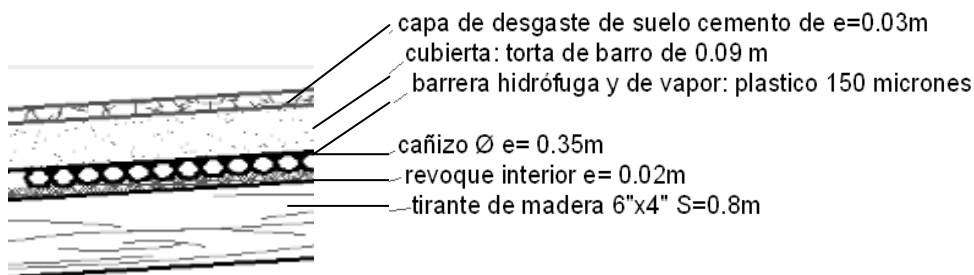 capa de desgaste de suelo cemento de e=0.03m
cubierta: torta de barro de 0.09 m
barrera hidrófuga y de vapor: plastico 150 micrones
cañizo Ø e= 0.35m
revoque interior e= 0.02m
tirante de madera 6"x4" S=0.8m